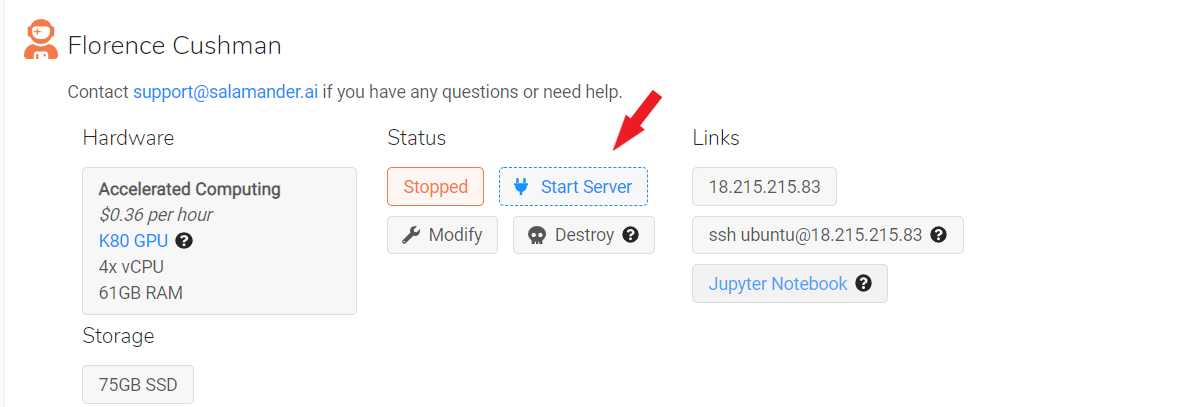 Florence Cushman
Contact support@salamander.ai if you have any questions or need help.
Hardware
Accelerated Computing
$0.36 per hour
K80 GPU ?
4x vCPU
61GB RAM
Storage
75GB SSD
Status
Stopped
Start Server
Modify
Destroy ?
Links
18.215.215.83
ssh ubuntu@18.215.215.83 ?
Jupyter Notebook ?